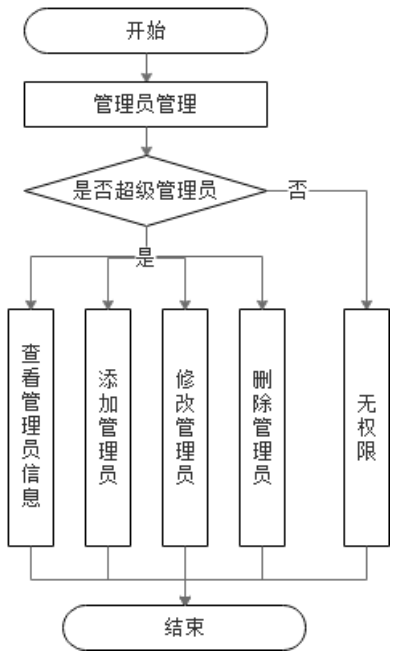 开始
管理员管理
是否超级管理员
否
是
查看管理员信息
添加管理员
修改管理员
删除管理员
无权限
结束